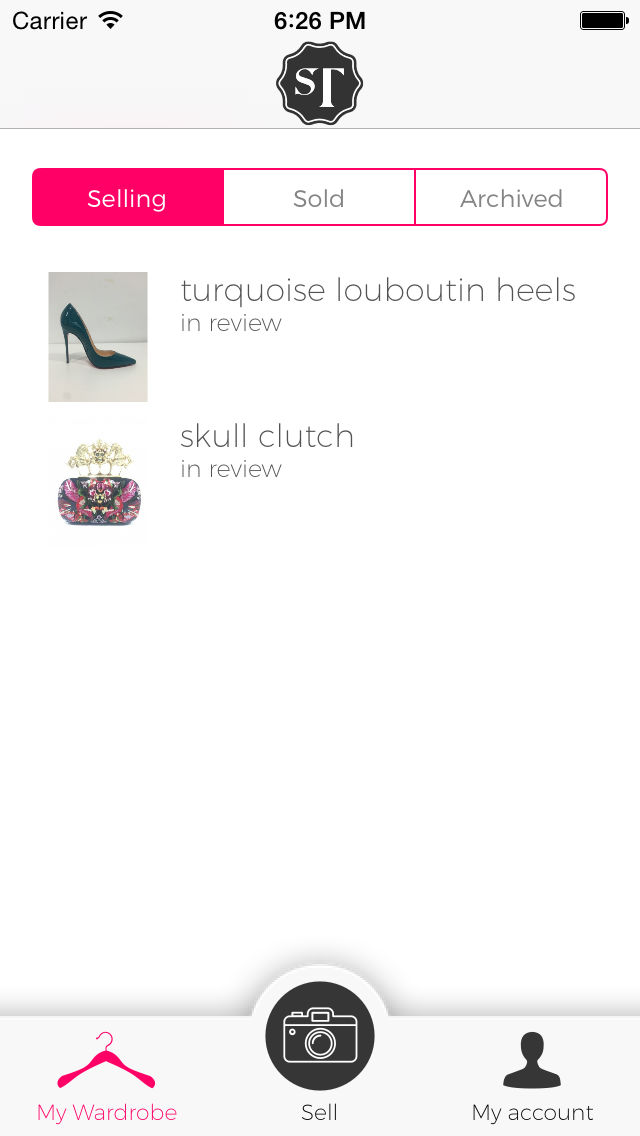 Carrier 6:26 PM
ST
Selling Sold Archived
turquoise louboutin heels
in review
skull clutch
in review
My Wardrobe Sell My account